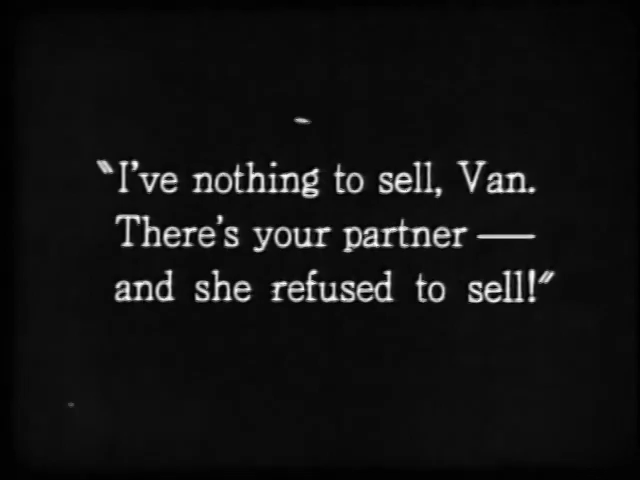 "I've nothing to sell, Van.
There's your partner —
and she refused to sell!"